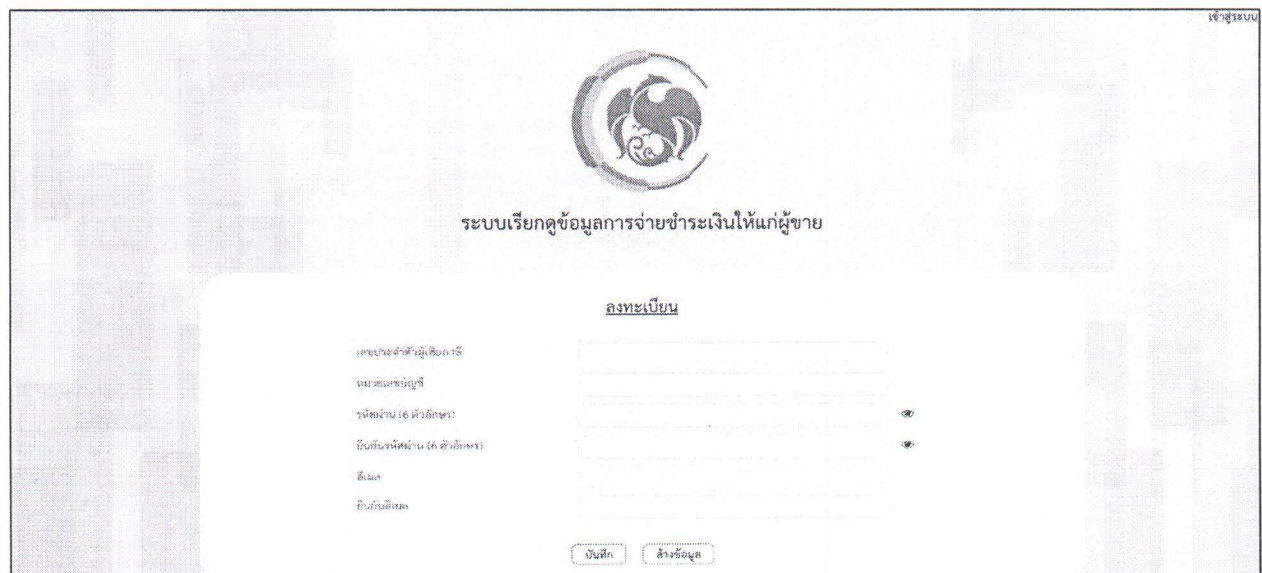 เข้าสู่ระบบ
ระบบเรียกดูข้อมูลการจ่ายชำระเงินให้แก่ผู้ขาย
ลงทะเบียน
เลขประจำตัวผู้เสียภาษี
หมายเลขบัญชี
รหัสผ่าน (6 ตัวอักษร)
ยืนยันรหัสผ่าน (6 ตัวอักษร)
อีเมล
ยืนยันอีเมล
บันทึก ล้างข้อมูล